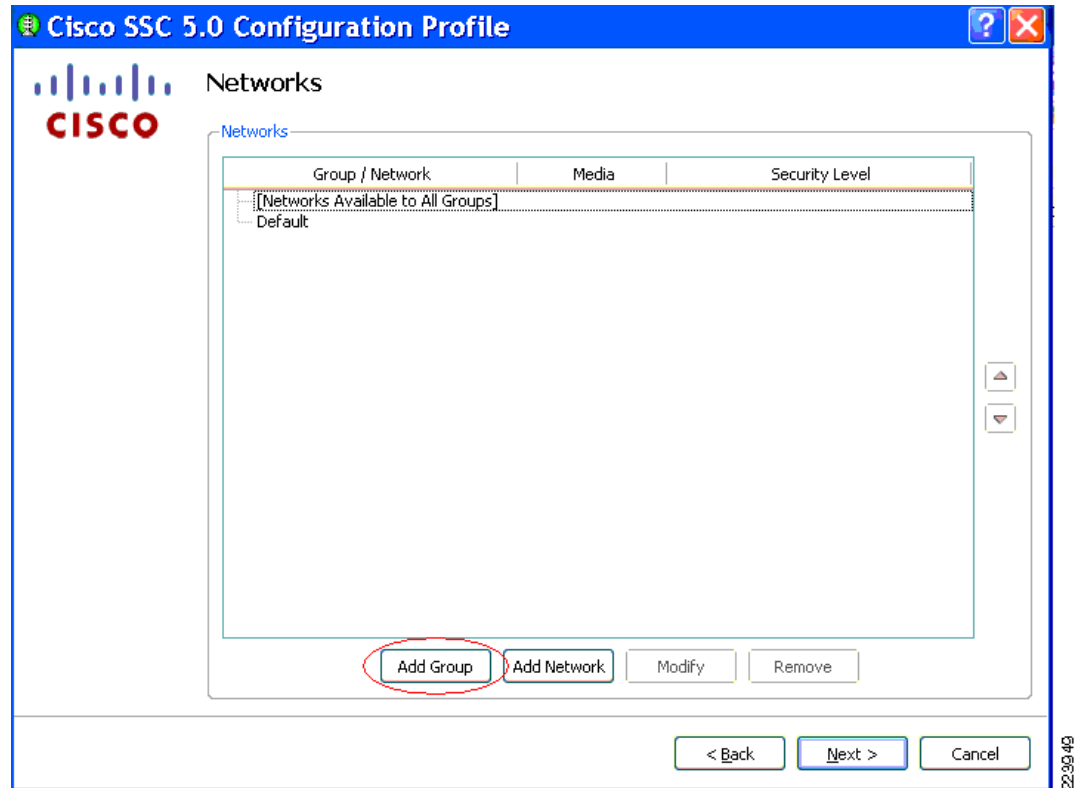 Cisco SSC 5.0 Configuration Profile
?
CISCO
Networks
Networks
Group / Network Media Security Level
[Networks Available to All Groups]
Default
Add Group Add Network Modify Remove
< Back Next > Cancel
223949